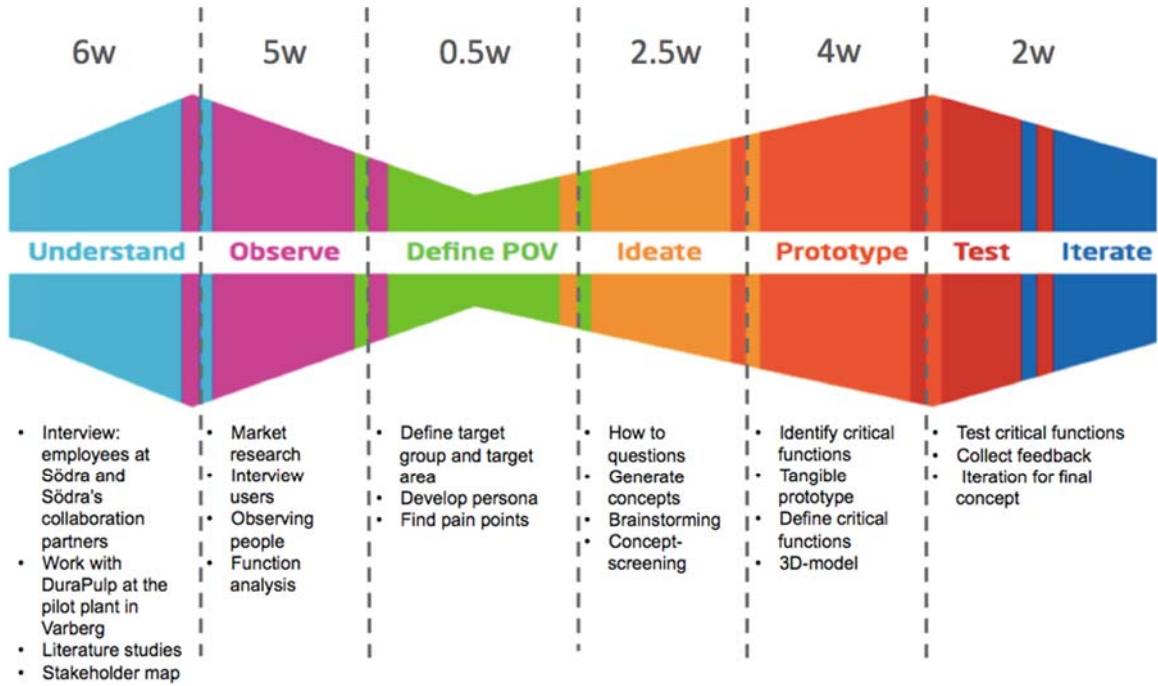 6w
5w
0.5w
2.5w
4w
2w
Understand
Observe
Define POV
Ideate
Prototype
Test
Iterate
• Interview:
employees at
Södra and
Södra's
collaboration
partners
• Work with
DuraPulp at the
pilot plant in
Varberg
• Literature studies
• Stakeholder map
• Market
research
• Interview
users
• Observing
people
• Function
analysis
• Define target
group and target
area
• Develop persona
• Find pain points
• How to
questions
• Generate
concepts
• Brainstorming
• Concept-
screening
• Identify critical
functions
• Tangible
prototype
• Define critical
functions
• 3D-model
• Test critical functions
• Collect feedback
• Iteration for final
concept